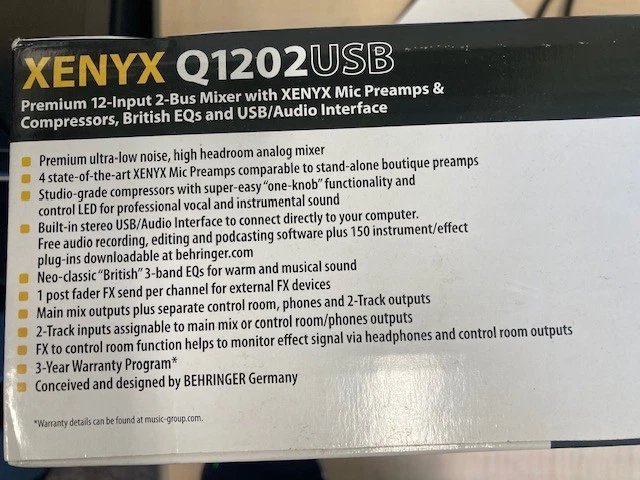 XENYX Q1202USB
Premium 12-Input 2-Bus Mixer with XENYX Mic Preamps &
Compressors, British EQs and USB/Audio Interface
Premium ultra-low noise, high headroom analog mixer
4 state-of-the-art XENYX Mic Preamps comparable to stand-alone boutique preamps
Studio-grade compressors with super-easy "one-knob" functionality and
control LED for professional vocal and instrumental sound
Built-in stereo USB/Audio Interface to connect directly to your computer.
Free audio recording, editing and podcasting software plus 150 instrument/effect
plug-ins downloadable at behringer.com
Neo-classic "British" 3-band EQs for warm and musical sound
1 post fader FX send per channel for external FX devices
Main mix outputs plus separate control room, phones and 2-Track outputs
2-Track inputs assignable to main mix or control room/phones outputs
FX to control room function helps to monitor effect signal via headphones and control room outputs
3-Year Warranty Program*
Conceived and designed by BEHRINGER Germany
*Warranty details can be found at music-group.com.